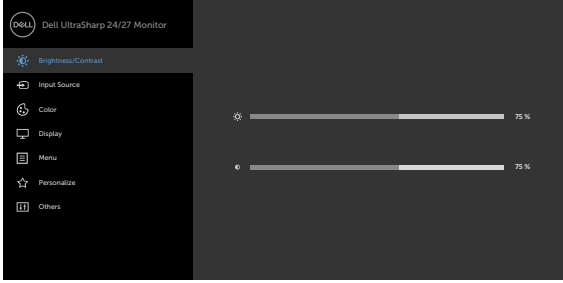 DELL
Dell UltraSharp 24/27 Monitor
Brightness/Contrast
Input Source
Color
75 %
Display
Menu
75 %
Personalize
Others